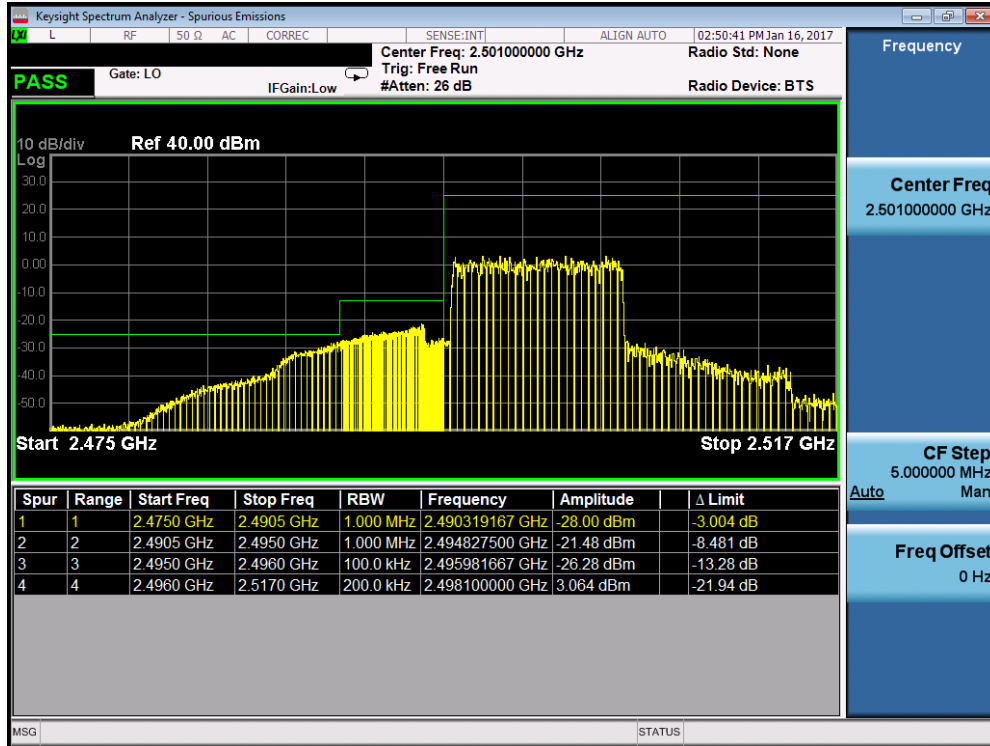 Keysight Spectrum Analyzer - Spurious Emissions
LXI L RF 50 Ω AC CORREC SENSE:INT ALIGN AUTO 02:50:41 PM Jan 16, 2017
Center Freq: 2.501000000 GHz Radio Std: None
PASS Gate: LO Trig: Free Run
IFGain:Low #Atten: 26 dB Radio Device: BTS
10 dB/div Ref 40.00 dBm
Log
30.0
20.0
10.0
0.00
-10.0
-20.0
-30.0
-40.0
-50.0
Start 2.475 GHz Stop 2.517 GHz
Spur Range Start Freq Stop Freq RBW Frequency Amplitude Δ Limit
1 1 2.4750 GHz 2.4905 GHz 1.000 MHz 2.490319167 GHz -28.00 dBm -3.004 dB
2 2 2.4905 GHz 2.4950 GHz 1.000 MHz 2.494827500 GHz -21.48 dBm -8.481 dB
3 3 2.4950 GHz 2.4960 GHz 100.0 kHz 2.495981667 GHz -26.28 dBm -13.28 dB
4 4 2.4960 GHz 2.5170 GHz 200.0 kHz 2.498100000 GHz 3.064 dBm -21.94 dB
MSG STATUS
Frequency
Center Freq
2.501000000 GHz
CF Step
5.000000 MHz
Auto Man
Freq Offset
0 Hz